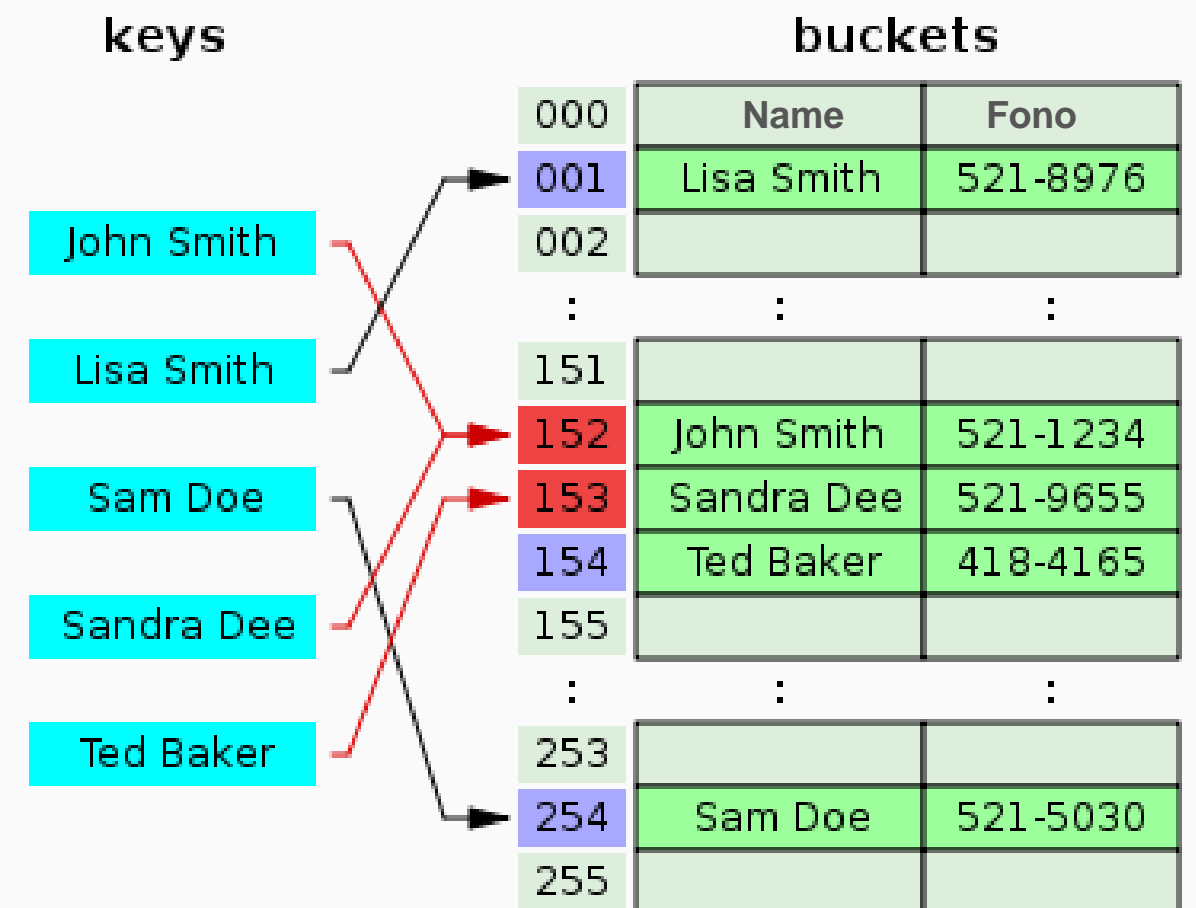 keys buckets
000 Name Fono
001 Lisa Smith 521-8976
John Smith 002
: : :
Lisa Smith 151
152 John Smith 521-1234
Sam Doe 153 Sandra Dee 521-9655
154 Ted Baker 418-4165
Sandra Dee 155
: : :
Ted Baker 253
254 Sam Doe 521-5030
255